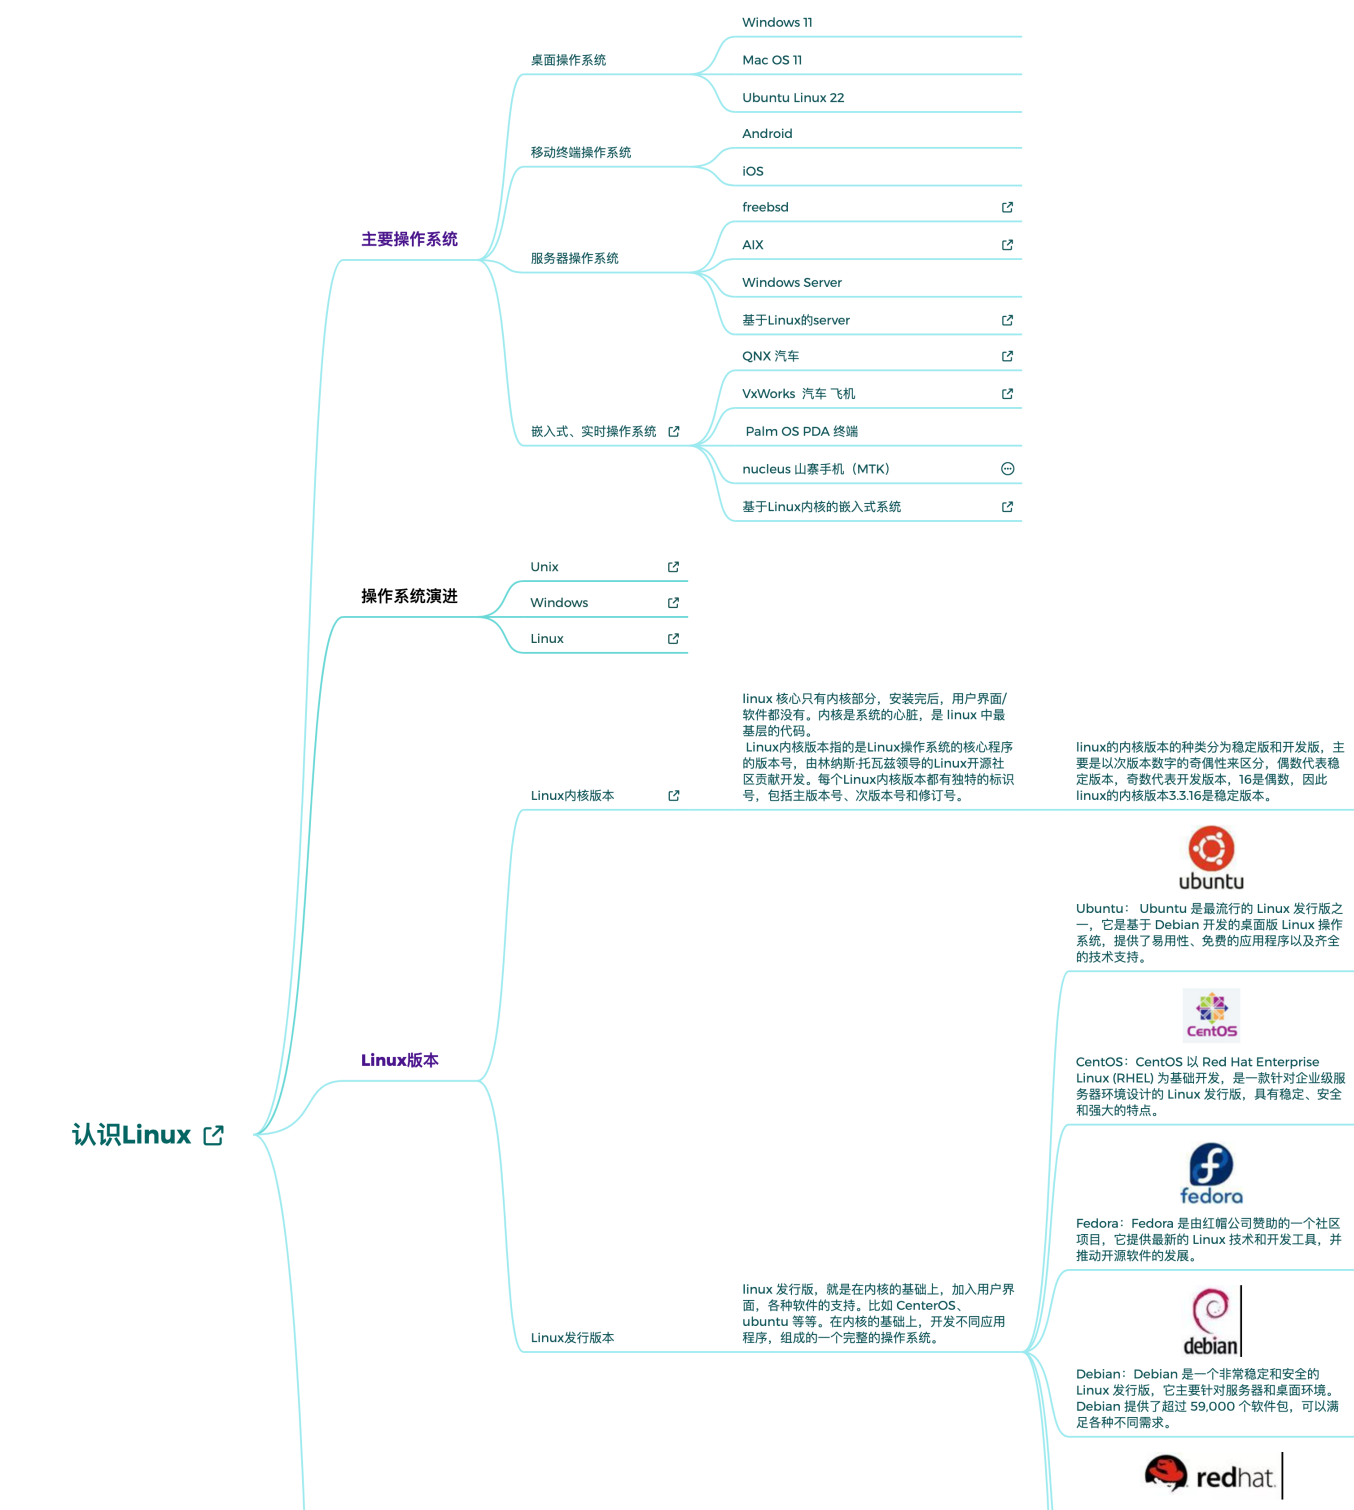 Windows 11
桌面操作系统
Mac OS 11
Ubuntu Linux 22
Android
移动终端操作系统
iOS
freebsd
主要操作系统
AIX
服务器操作系统
Windows Server
基于Linux的server
QNX 汽车
VxWorks 汽车 飞机
嵌入式、实时操作系统
Palm OS PDA 终端
nucleus 山寨手机（MTK）
基于Linux内核的嵌入式系统
Unix
操作系统演进
Windows
Linux
linux 核心只有内核部分，安装完后，用户界面/
软件都没有。内核是系统的心脏，是 linux 中最
基层的代码。
Linux内核版本指的是Linux操作系统的核心程序
的版本号，由林纳斯·托瓦兹领导的Linux开源社
区贡献开发。每个Linux内核版本都有独特的标识
号，包括主版本号、次版本号和修订号。
linux的内核版本的种类分为稳定版和开发版，主
要是以次版本数字的奇偶性来区分，偶数代表稳
定版本，奇数代表开发版本，16是偶数，因此
linux的内核版本3.3.16是稳定版本。
Linux内核版本
ubuntu
Ubuntu： Ubuntu 是最流行的 Linux 发行版之
一，它是基于 Debian 开发的桌面版 Linux 操作
系统，提供了易用性、免费的应用程序以及齐全
的技术支持。
CentOS
CentOS：CentOS 以 Red Hat Enterprise
Linux (RHEL) 为基础开发，是一款针对企业级服
务器环境设计的 Linux 发行版，具有稳定、安全
和强大的特点。
Linux版本
认识Linux
fedora
Fedora：Fedora 是由红帽公司赞助的一个社区
项目，它提供最新的 Linux 技术和开发工具，并
推动开源软件的发展。
linux 发行版，就是在内核的基础上，加入用户界
面，各种软件的支持。比如 CenterOS、
ubuntu 等等。在内核的基础上，开发不同应用
程序，组成的一个完整的操作系统。
Linux发行版本
debian
Debian：Debian 是一个非常稳定和安全的
Linux 发行版，它主要针对服务器和桌面环境。
Debian 提供了超过 59,000 个软件包，可以满
足各种不同需求。
redhat.